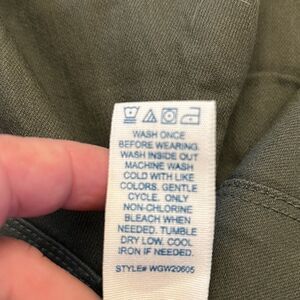 WASH ONCE
BEFORE WEARING.
WASH INSIDE OUT
MACHINE WASH
COLD WITH LIKE
COLORS. GENTLE
CYCLE. ONLY
NON-CHLORINE
BLEACH WHEN
NEEDED. TUMBLE
DRY LOW. COOL
IRON IF NEEDED.
STYLE# WGW20605